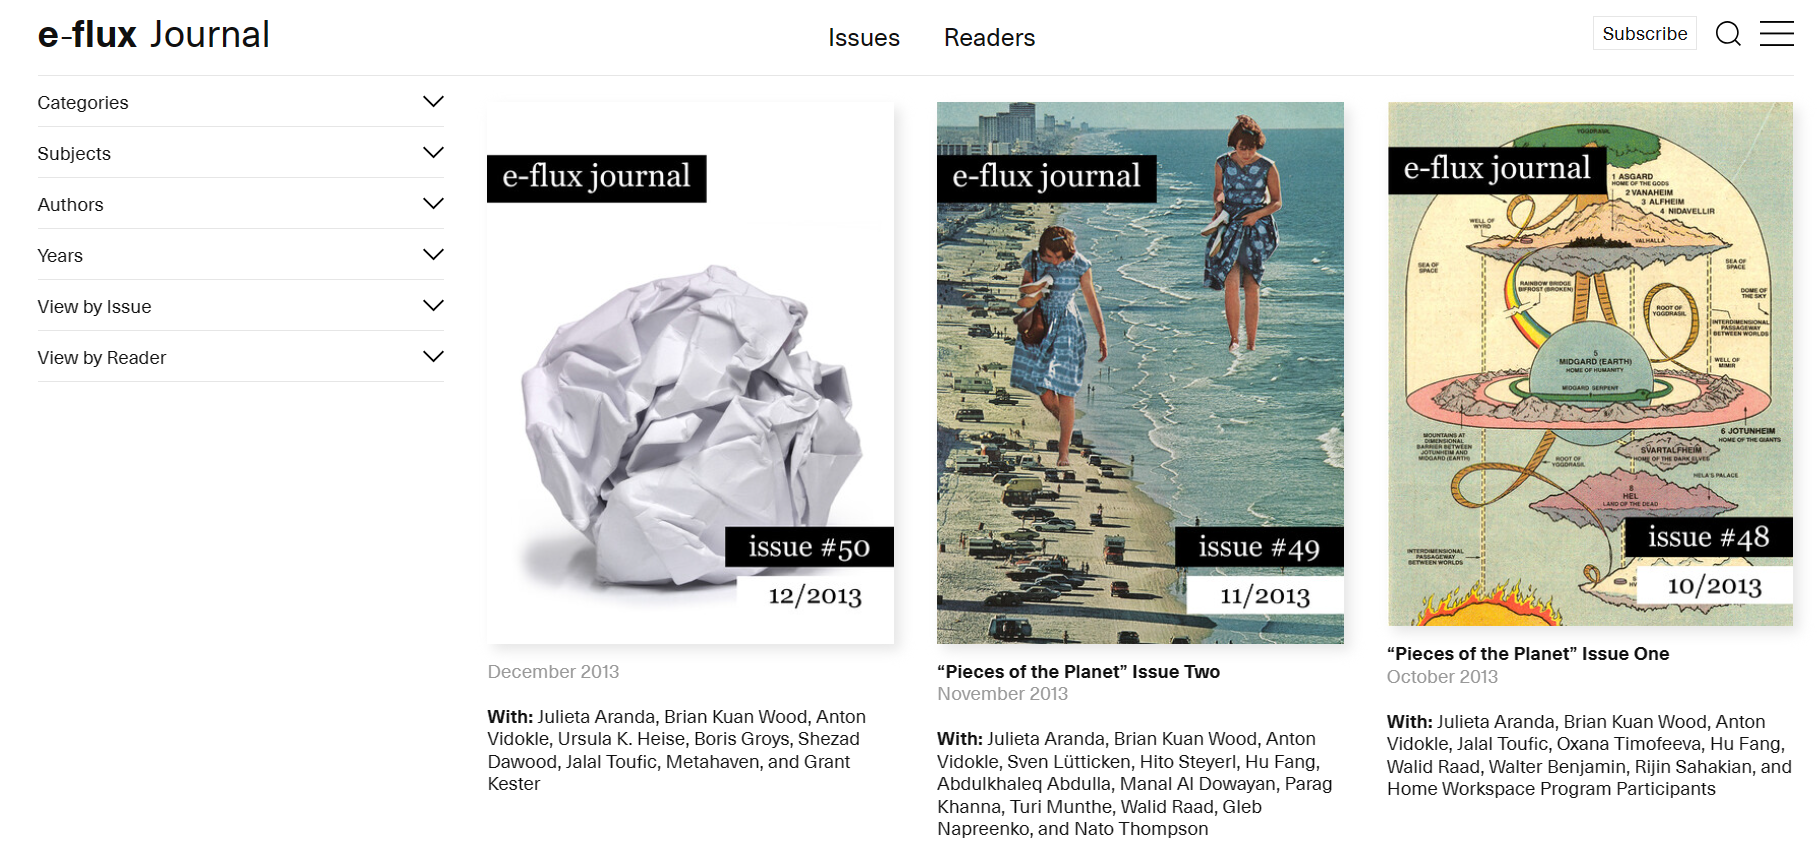 e-flux Journal
Issues
Readers
Subscribe
Categories
Subjects
Authors
Years
View by Issue
View by Reader
e-flux journal
issue #50
12/2013
December 2013
With: Julieta Aranda, Brian Kuan Wood, Anton
Vidokle, Ursula K. Heise, Boris Groys, Shezad
Dawood, Jalal Toufic, Metahaven, and Grant
Kester
e-flux journal
issue #49
11/2013
“Pieces of the Planet” Issue Two
November 2013
With: Julieta Aranda, Brian Kuan Wood, Anton
Vidokle, Sven Lütticken, Hito Steyerl, Hu Fang,
Abdulkhaleq Abdulla, Manal Al Dowayan, Parag
Khanna, Turi Munthe, Walid Raad, Gleb
Napreenko, and Nato Thompson
YGGDRASIL
e-flux journal
1 ASGARD
HOME OF THE GODS
2 VANAHEIM
3 ALFHEIM
4 NIDAVELLIR
WELL OF
WYRD
VALHALLA
SEA OF
SPACE
SEA OF
SPACE
RAINBOW BRIDGE
BIFROST (BROKEN)
DOME OF
THE SKY
ROOT OF
YGGDRASIL
INTERDIMENSIONAL
PASSAGEWAY
BETWEEN WORLDS
5
MIDGARD (EARTH)
HOME OF HUMANITY
WELL OF
MIMIR
MIDGARD SERPENT
MOUNTAINS AT
DIMENSIONAL
BARRIER BETWEEN
JOTUNHEIM AND
MIDGARD (EARTH)
6 JOTUNHEIM
HOME OF THE GIANTS
7
SVARTALFHEIM
HOME OF THE DARK ELVES
ROOT OF
YGGDRASIL
HELA'S PALACE
8
HEL
LAND OF THE DEAD
issue #48
INTERDIMENSIONAL
PASSAGEWAY
BETWEEN WORLDS
10/2013
“Pieces of the Planet” Issue One
October 2013
With: Julieta Aranda, Brian Kuan Wood, Anton
Vidokle, Jalal Toufic, Oxana Timofeeva, Hu Fang,
Walid Raad, Walter Benjamin, Rijin Sahakian, and
Home Workspace Program Participants